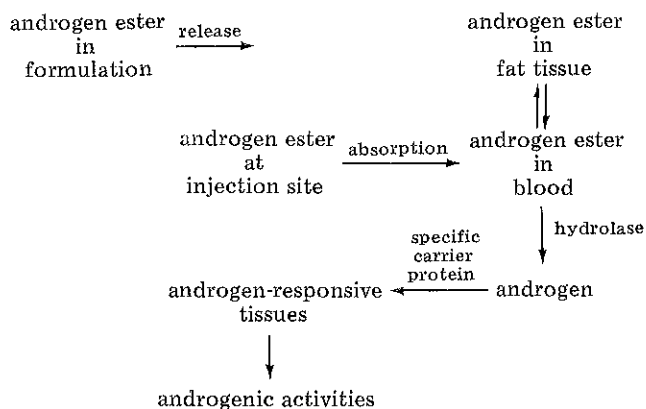 androgen ester
in
formulation
release
androgen ester
in
fat tissue
androgen ester
at
injection site
absorption
androgen ester
in
blood
hydrolase
specific
carrier
protein
androgen
androgen-responsive
tissues
androgenic activities